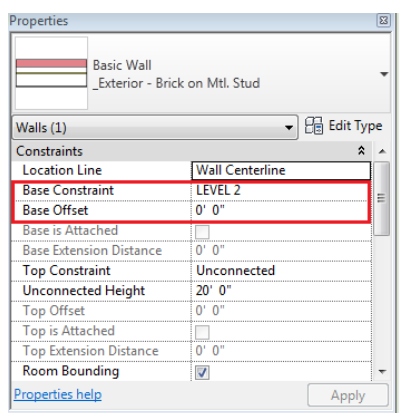 Properties
Basic Wall
_Exterior - Brick on Mtl. Stud
Walls (1) Edit Type
Constraints
Location Line Wall Centerline
Base Constraint LEVEL 2
Base Offset 0' 0"
Base is Attached
Base Extension Distance 0' 0"
Top Constraint Unconnected
Unconnected Height 20' 0"
Top Offset 0' 0"
Top is Attached
Top Extension Distance 0' 0"
Room Bounding
Properties help Apply